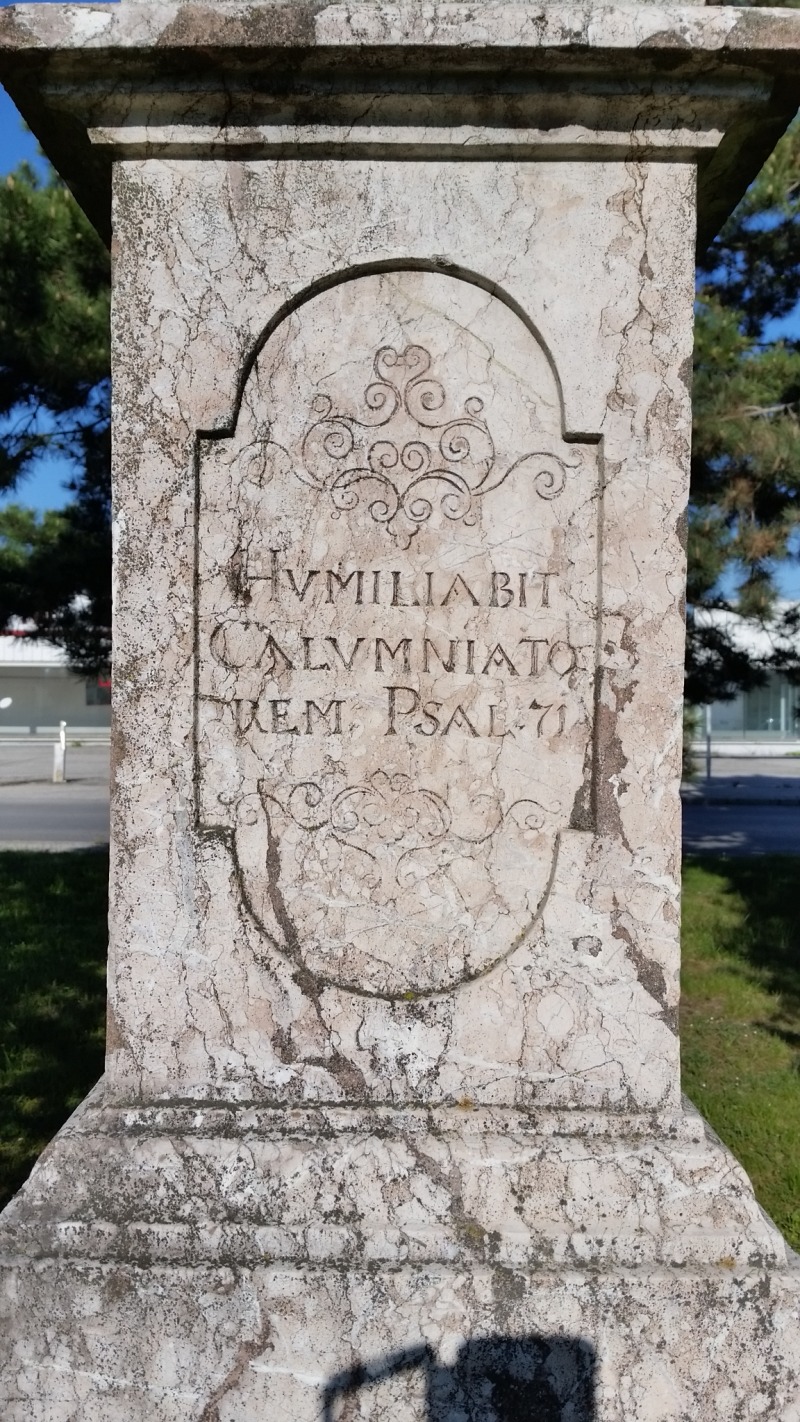 HVMILIABIT
CALVMNIATO
REM PSAL·71